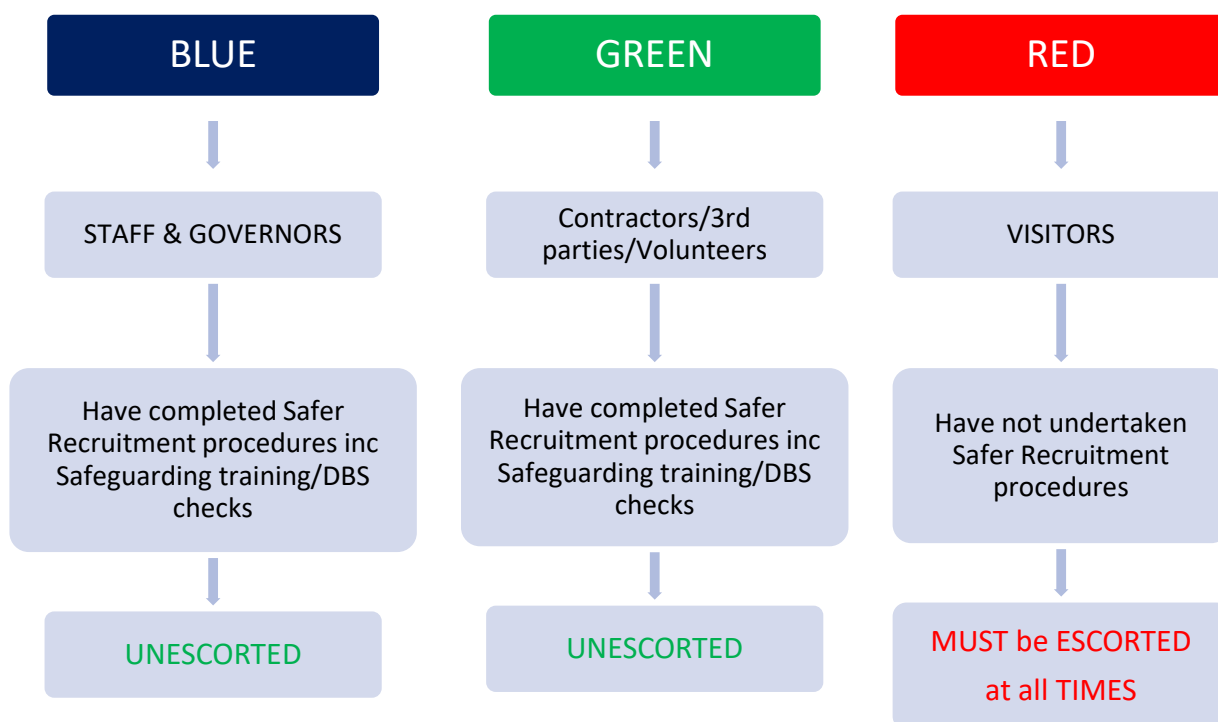 BLUE
STAFF & GOVERNORS
Have completed Safer
Recruitment procedures inc
Safeguarding training/DBS
checks
UNESCORTED
GREEN
Contractors/3rd
parties/Volunteers
Have completed Safer
Recruitment procedures inc
Safeguarding training/DBS
checks
UNESCORTED
RED
VISITORS
Have not undertaken
Safer Recruitment
procedures
MUST be ESCORTED
at all TIMES